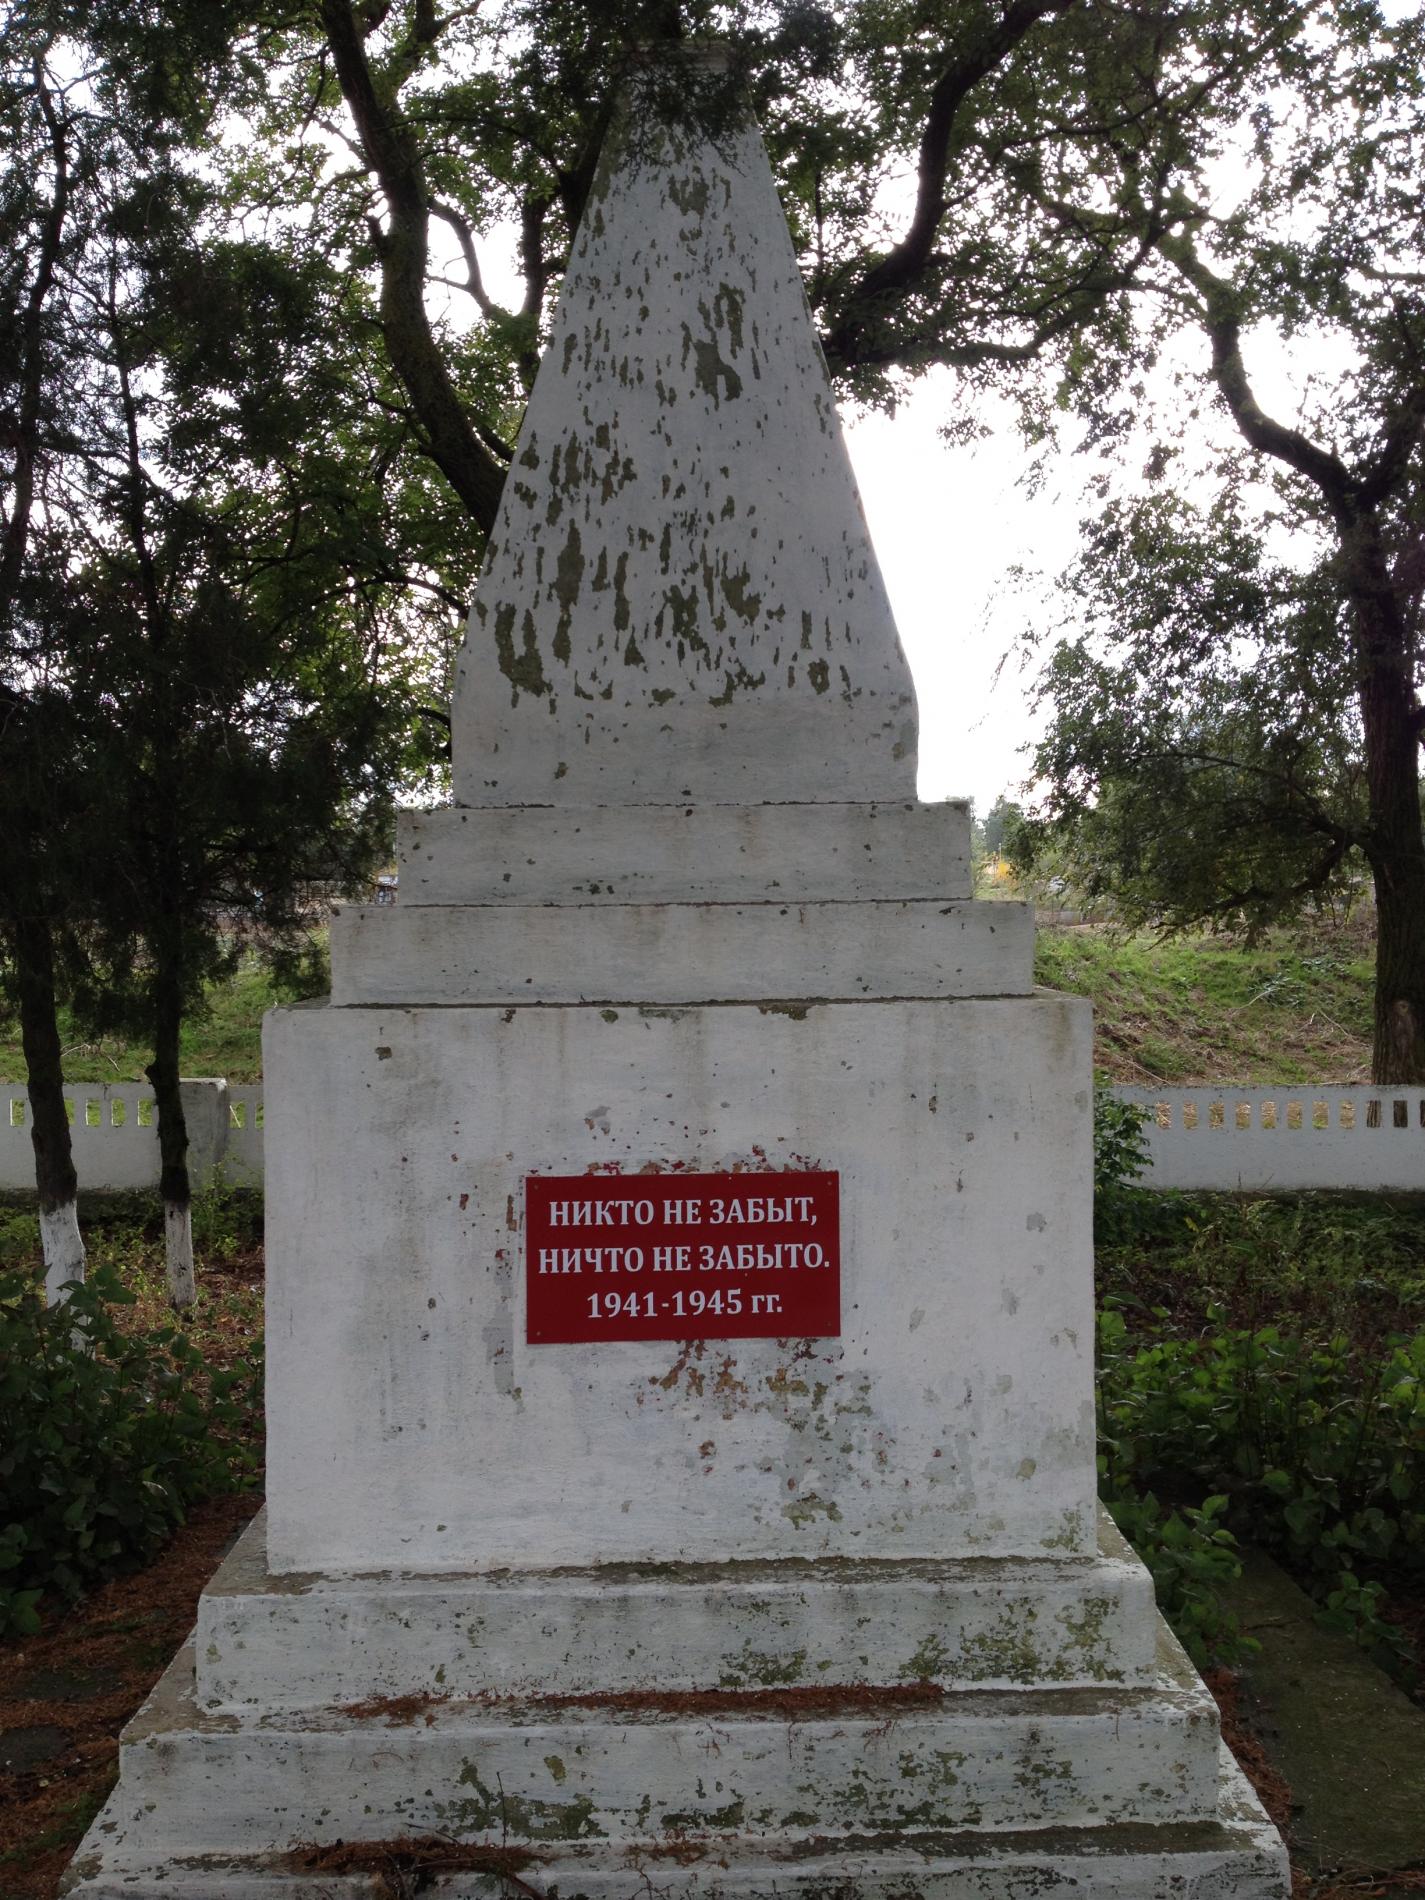 НИКТО НЕ ЗАБЫТ,
НИЧТО НЕ ЗАБЫТО.
1941-1945 гг.